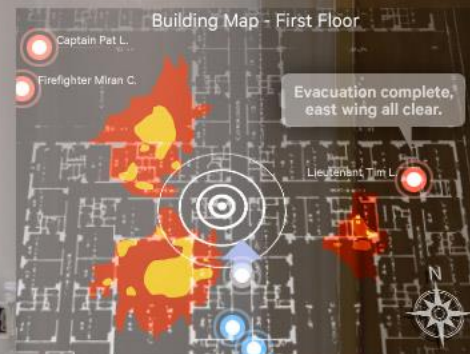 Building Map - First Floor
Captain Pat L.
Firefighter Miran C.
Evacuation complete,
east wing all clear.
Lieutenant Tim L.
N